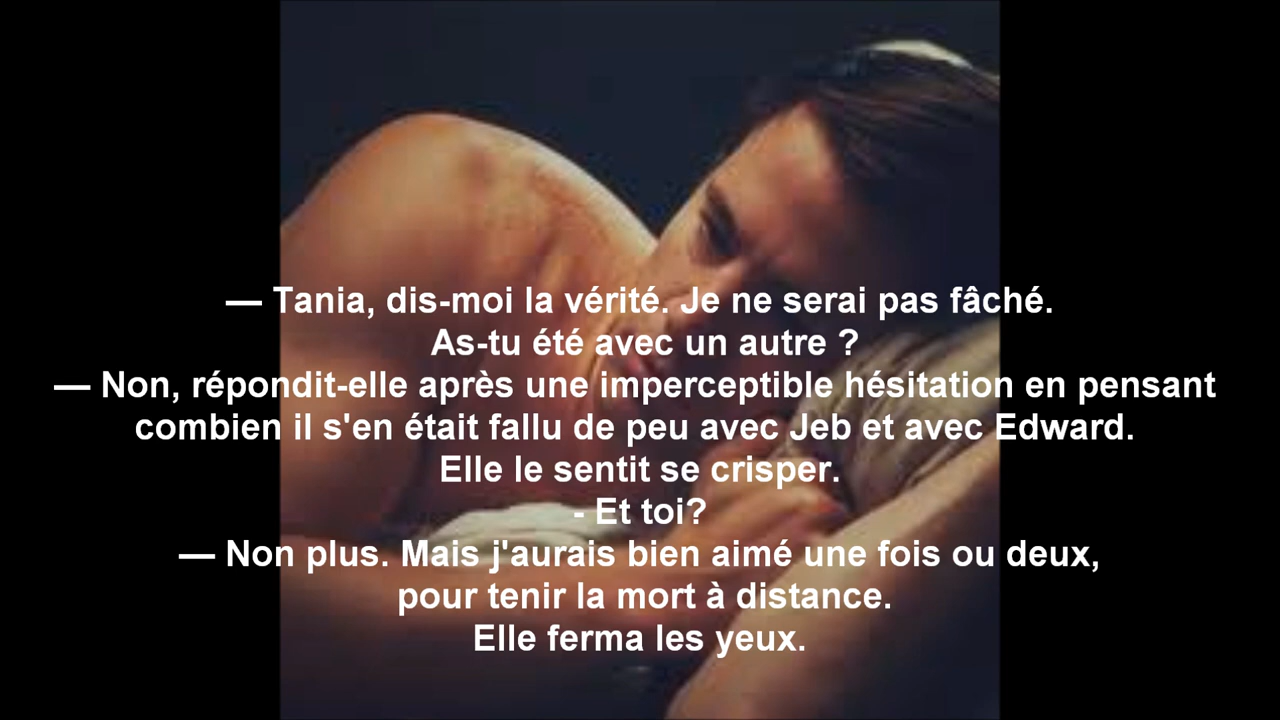 — Tania, dis-moi la vérité. Je ne serai pas fâché.
As-tu été avec un autre ?
— Non, répondit-elle après une imperceptible hésitation en pensant
combien il s'en était fallu de peu avec Jeb et avec Edward.
Elle le sentit se crisper.
- Et toi?
— Non plus. Mais j'aurais bien aimé une fois ou deux,
pour tenir la mort à distance.
Elle ferma les yeux.